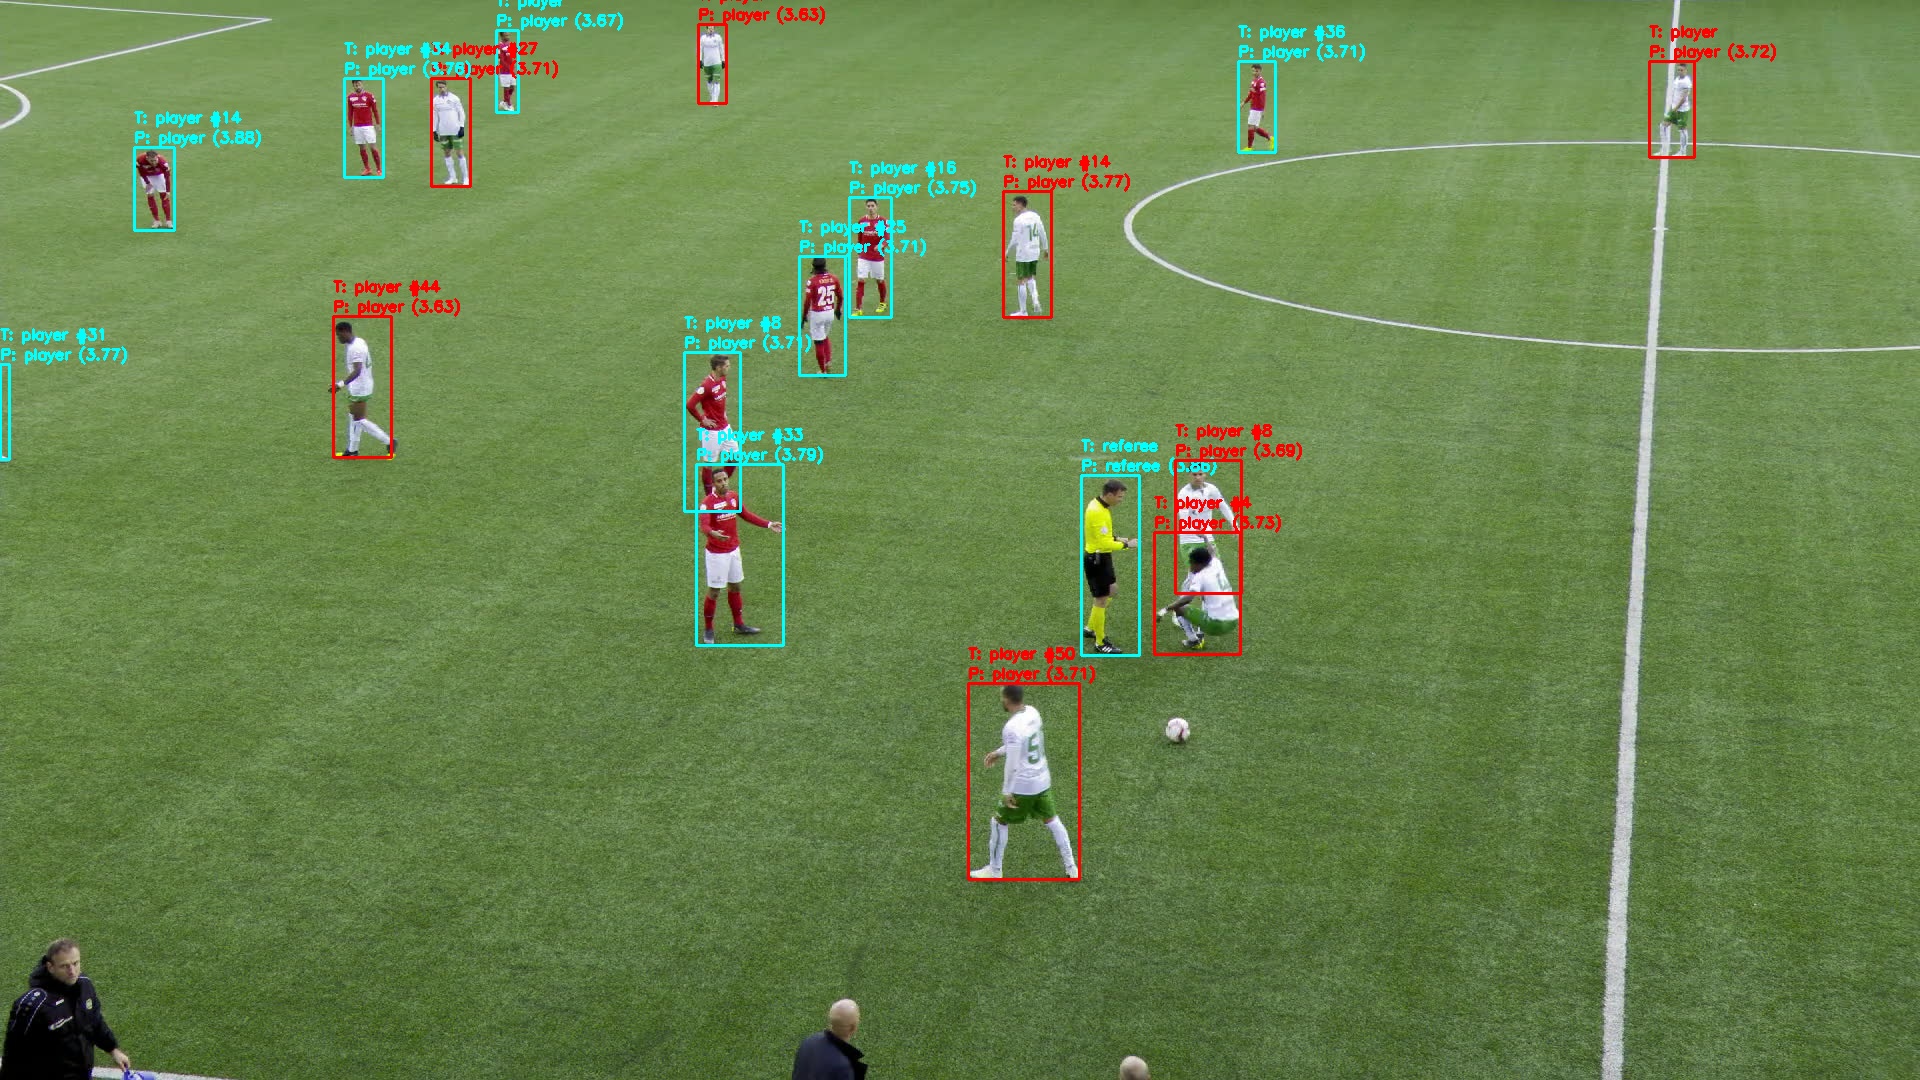 T: player
P: player (3.67)
P: player (3.63)
T: player #36
P: player (3.71)
T: player
P: player (3.72)
T: player #34
P: player (3.76)
player #27
player (3.71)
T: player #14
P: player (3.88)
T: player #16
P: player (3.75)
T: player #14
P: player (3.77)
T: player #25
P: player (3.71)
14
25
T: player #44
P: player (3.63)
T: player #8
P: player (3.71)
T: player #31
P: player (3.77)
T: player #33
P: player (3.79)
T: referee
P: referee
T: player #8
P: player (3.69)
T: player #4
P: player (3.73)
T: player #50
P: player (3.71)
5